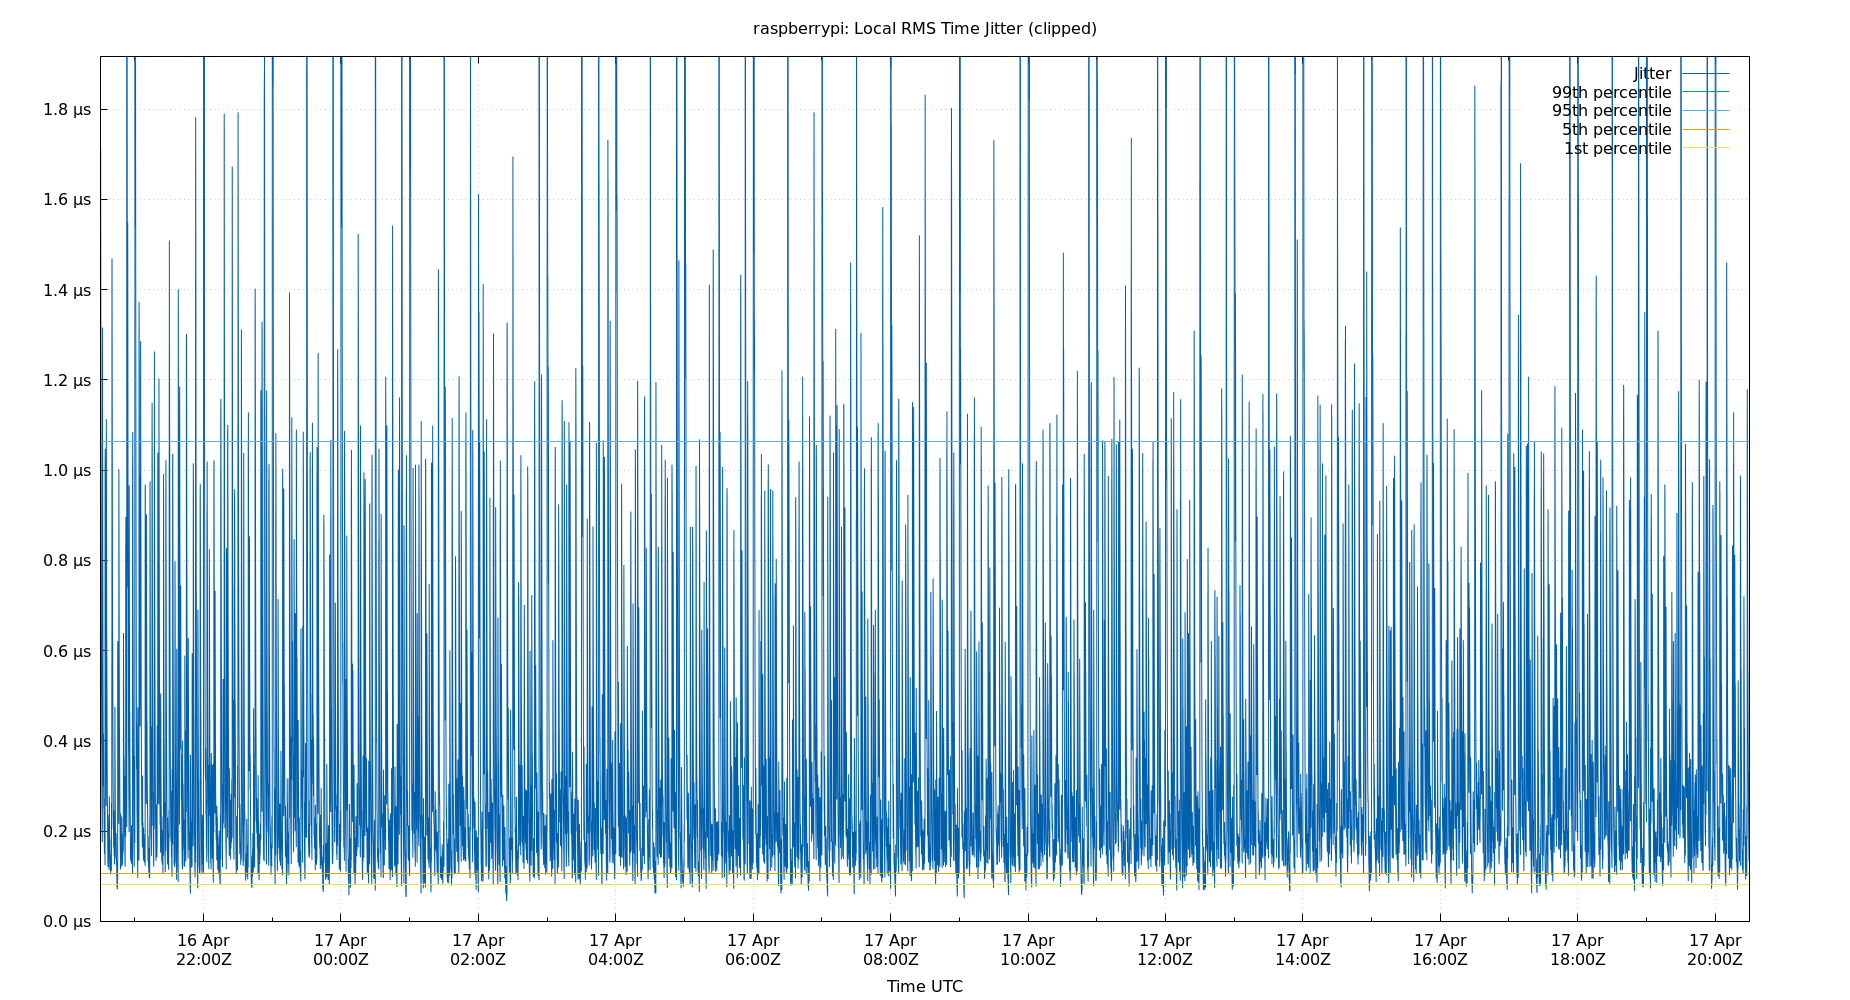 raspberrypi: Local RMS Time Jitter (clipped)
Jitter
99th percentile
95th percentile
5th percentile
1st percentile
1.8 µs
1.6 µs
1.4 µs
1.2 µs
1.0 µs
0.8 µs
0.6 µs
0.4 µs
0.2 µs
0.0 µs
16 Apr 17 Apr 17 Apr 17 Apr 17 Apr 17 Apr 17 Apr 17 Apr 17 Apr 17 Apr 17 Apr 17 Apr
22:00Z 00:00Z 02:00Z 04:00Z 06:00Z 08:00Z 10:00Z 12:00Z 14:00Z 16:00Z 18:00Z 20:00Z
Time UTC